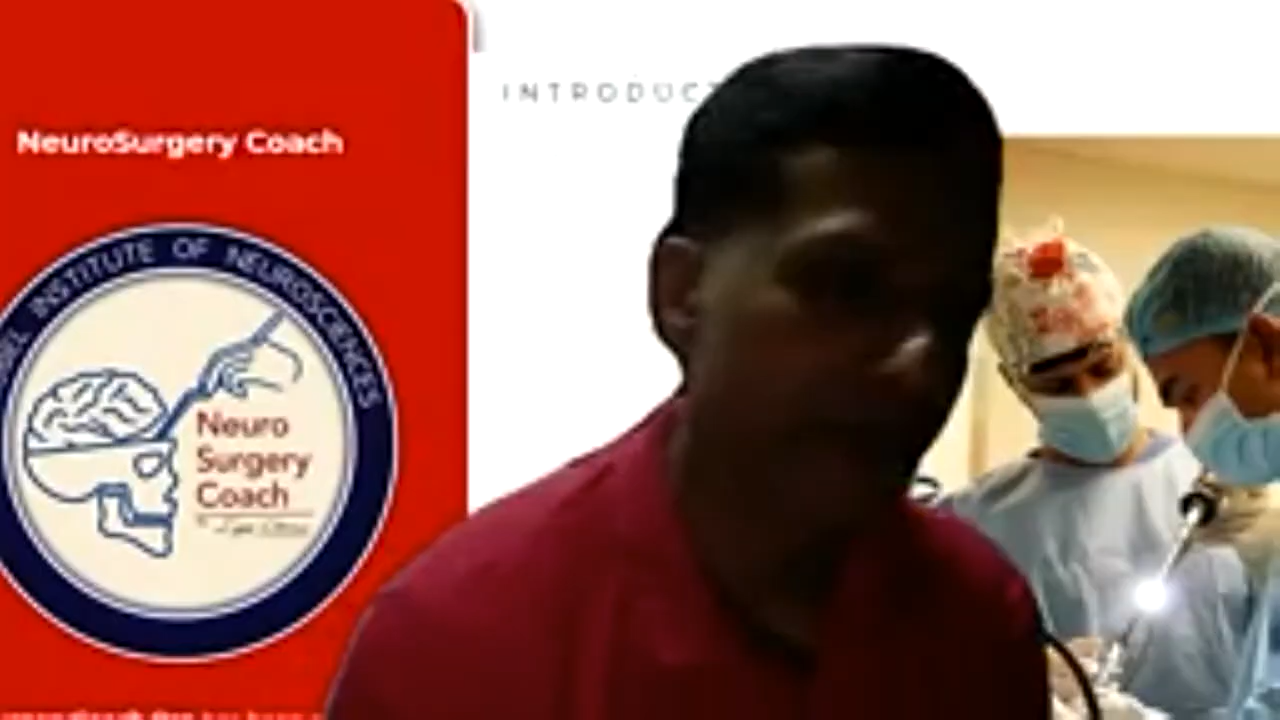 INTRODUCT
NeuroSurgery Coach
INSTITUTE OF NEUROSCIENCES
Neuro
Surgery
Coach